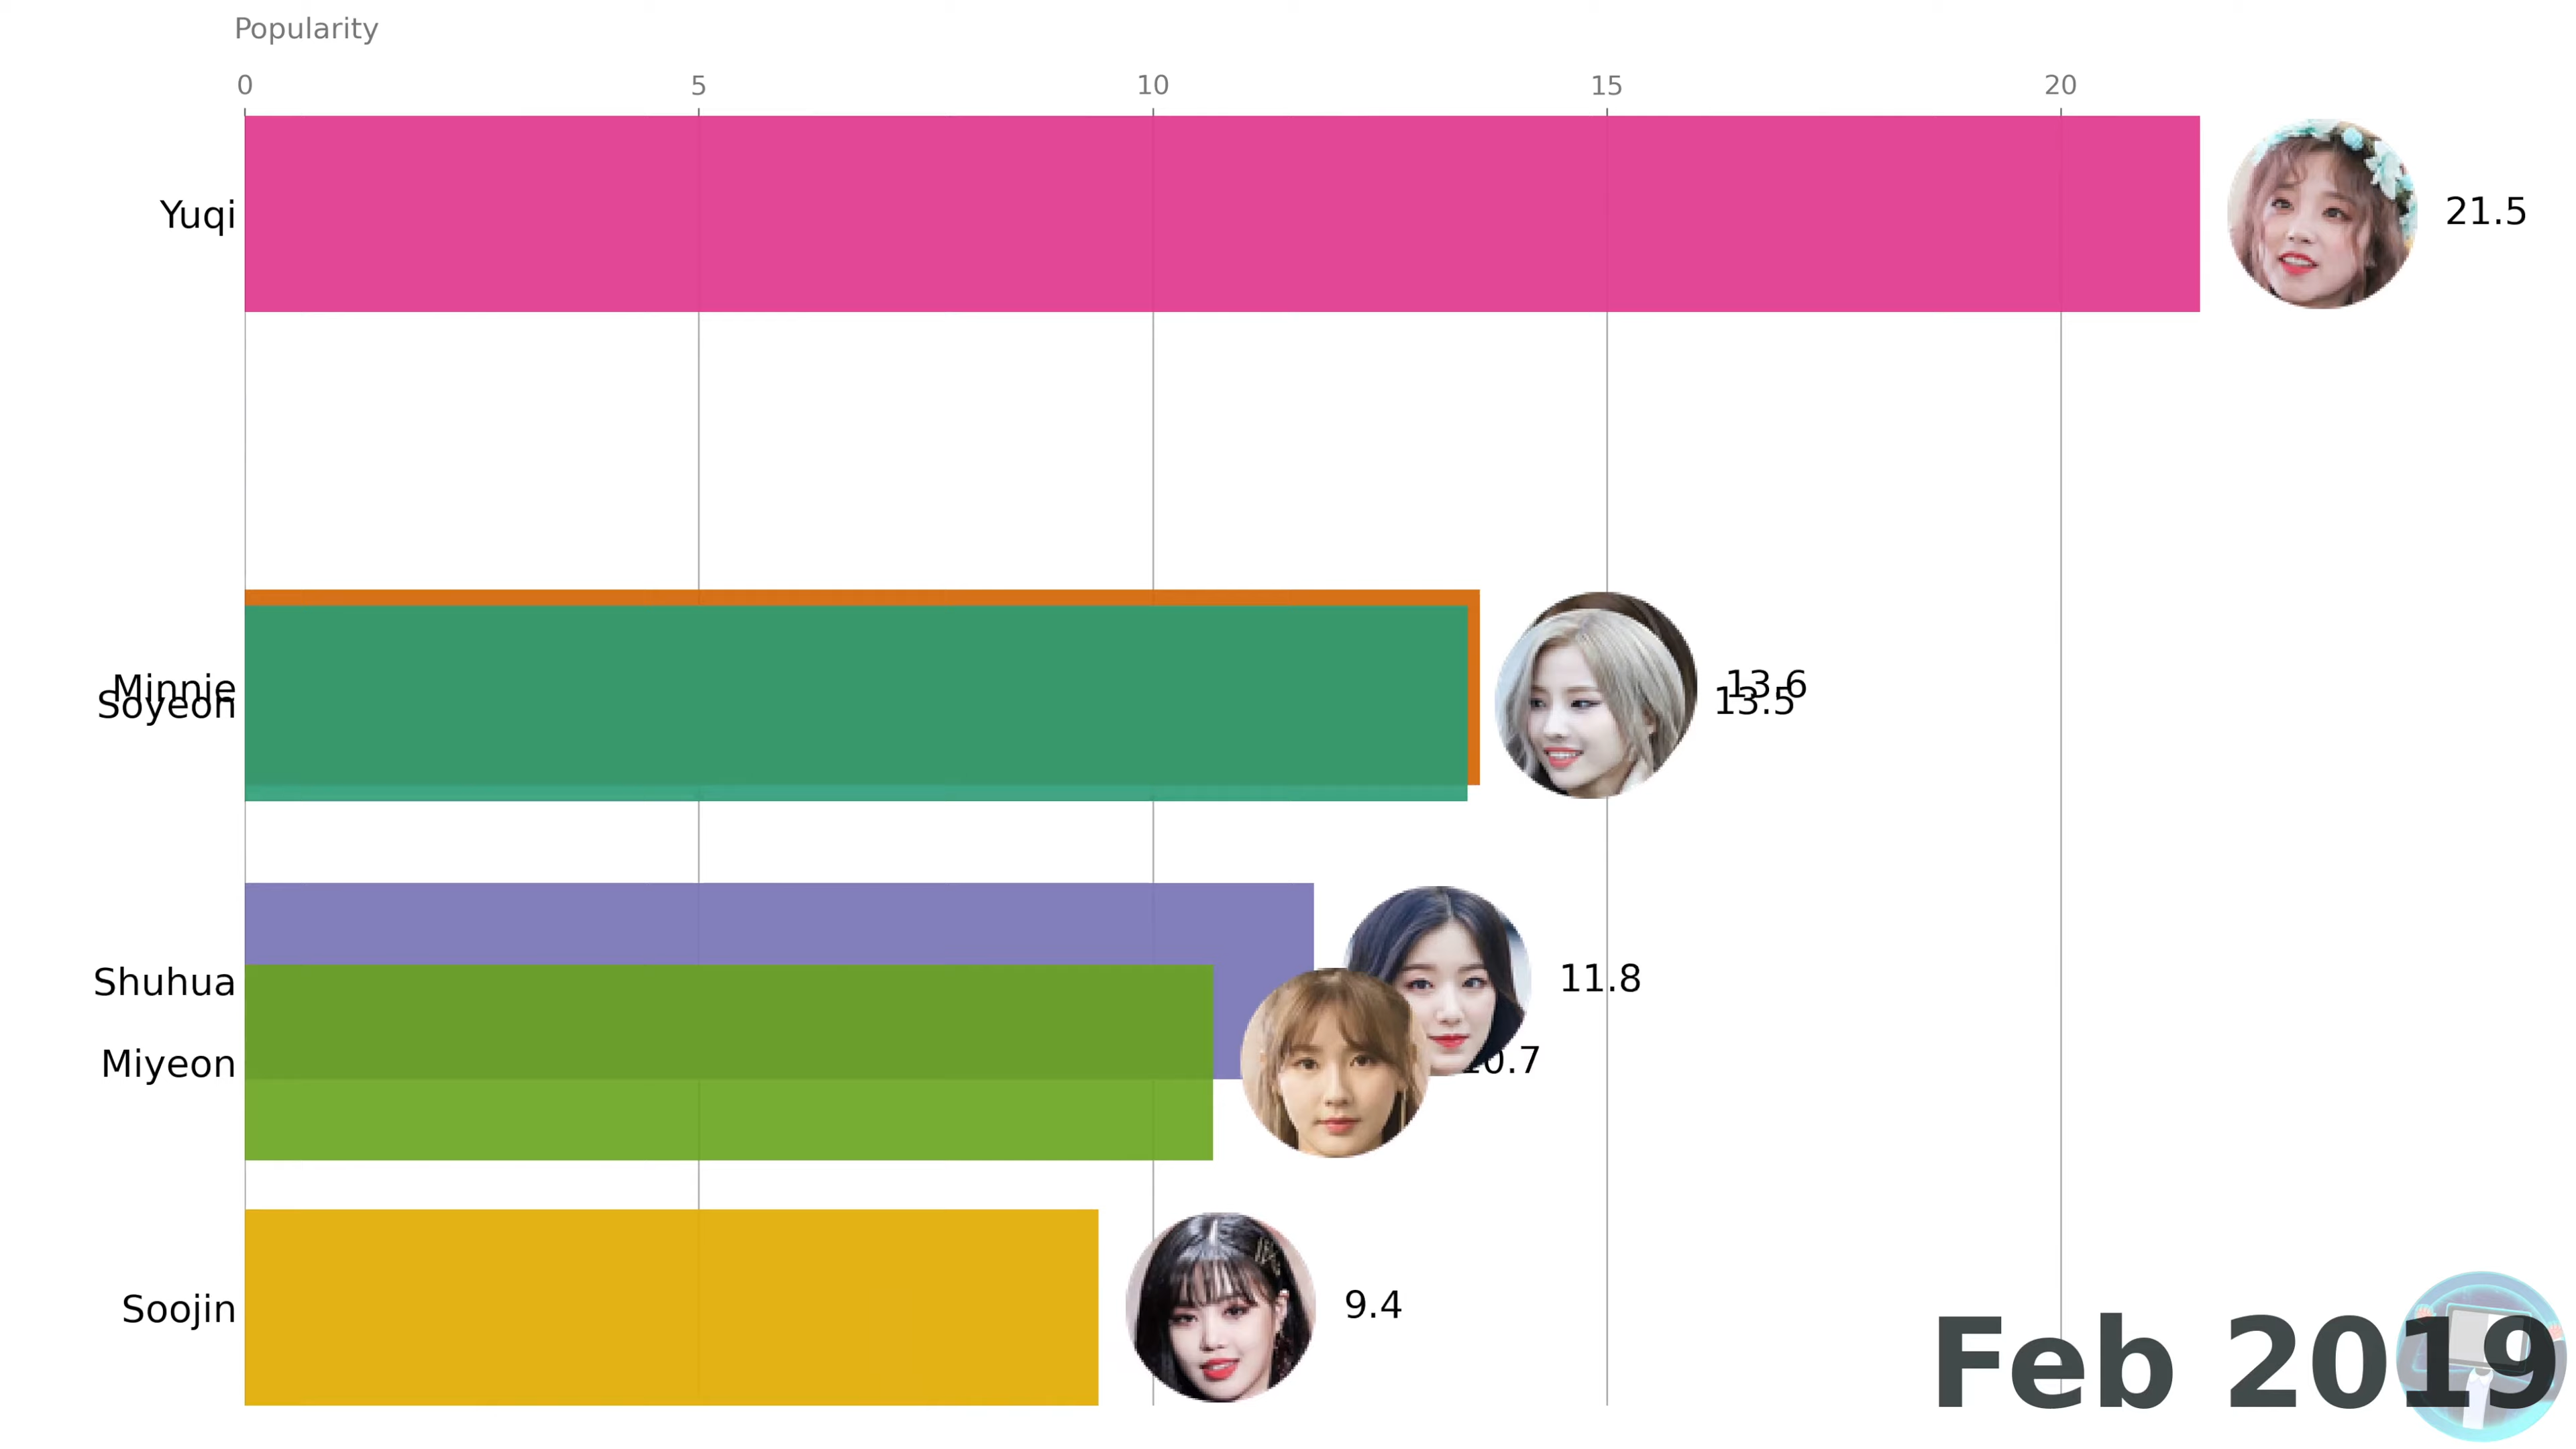 Popularity
0 5 10 15 20
Yuqi 21.5
Minnie 13.6
Soyeon 13.5
Shuhua 11.8
Miyeon 10.7
Soojin 9.4
Feb 2019